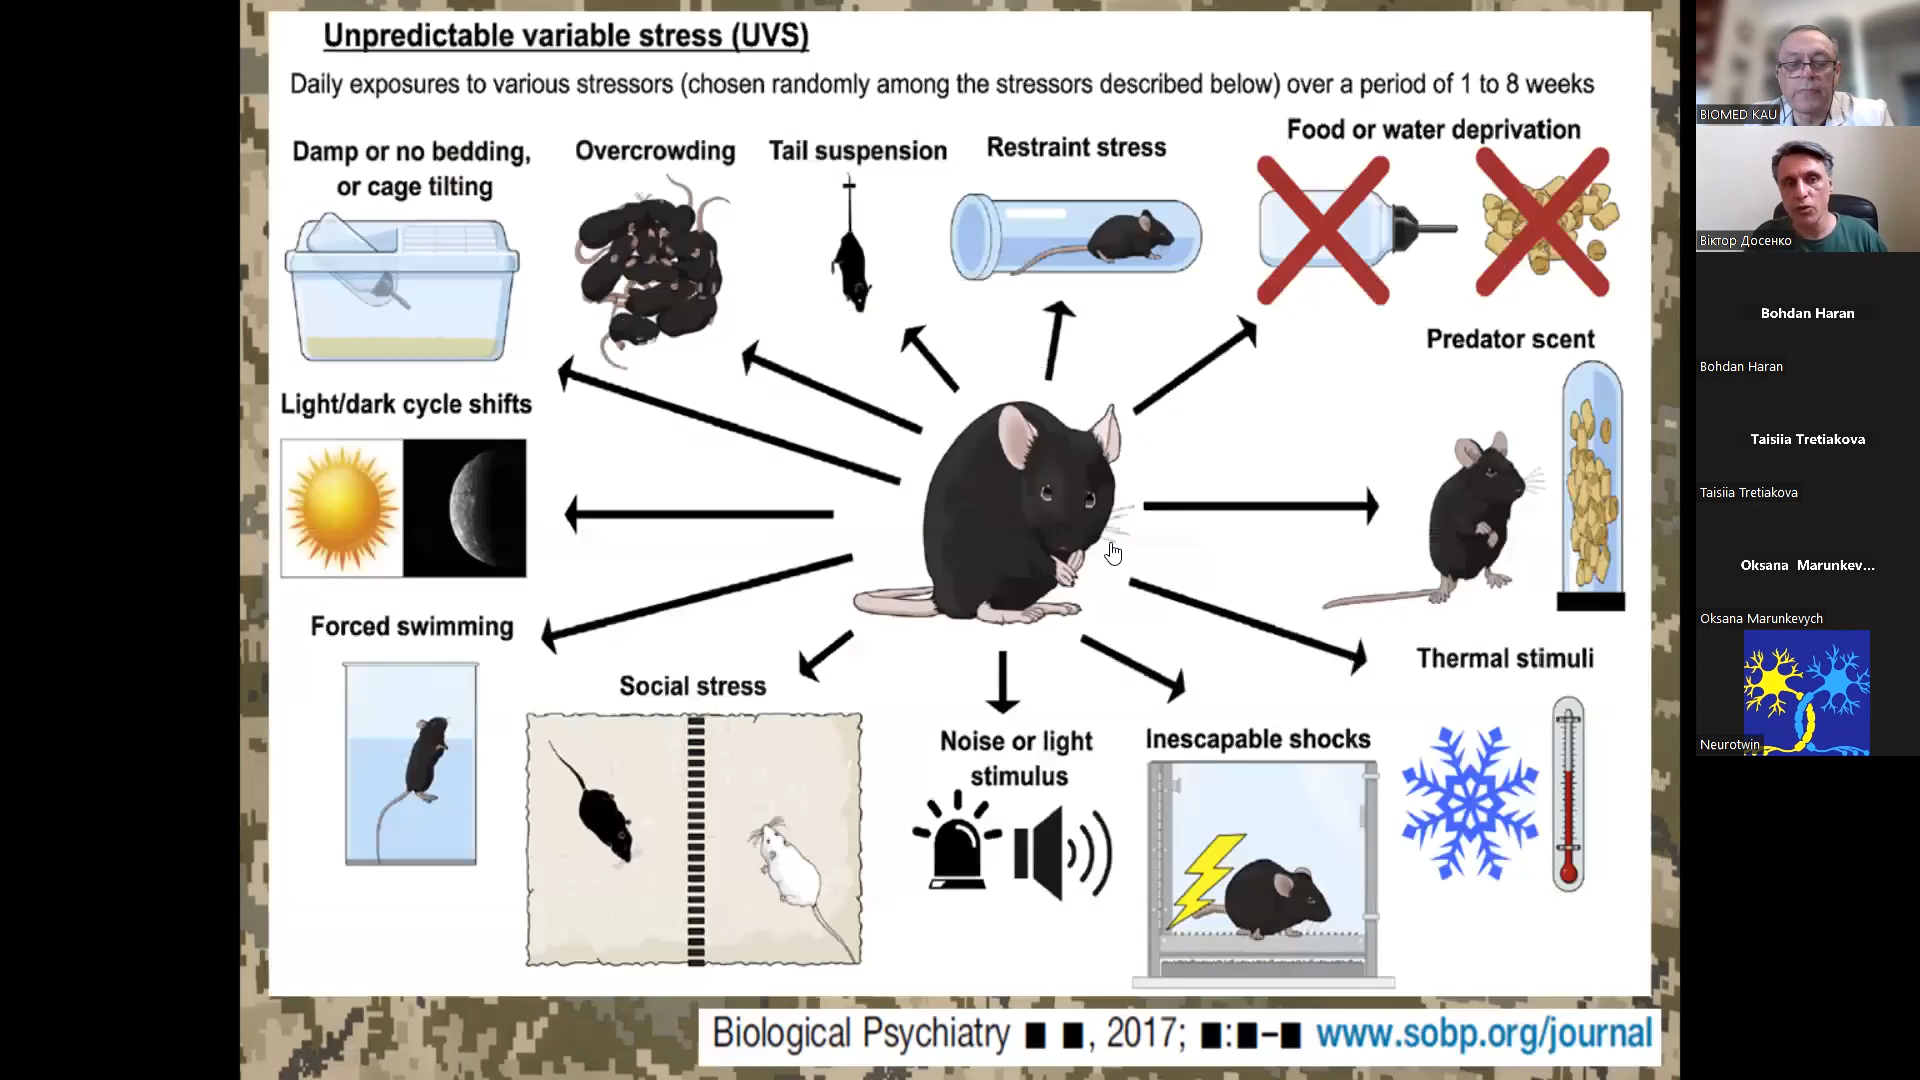 Unpredictable variable stress (UVS)
Daily exposures to various stressors (chosen randomly among the stressors described below) over a period of 1 to 8 weeks
Damp or no bedding,
or cage tilting
Overcrowding
Tail suspension
Restraint stress
Food or water deprivation
Predator scent
Light/dark cycle shifts
Forced swimming
Social stress
Noise or light
stimulus
Inescapable shocks
Thermal stimuli
Biological Psychiatry ■ ■, 2017; ■:■–■ www.sobp.org/journal
BIOMED KAU
Віктор Досенко
Bohdan Haran
Bohdan Haran
Taisiia Tretiakova
Taisiia Tretiakova
Oksana Marunkev...
Oksana Marunkevych
Neurotwin